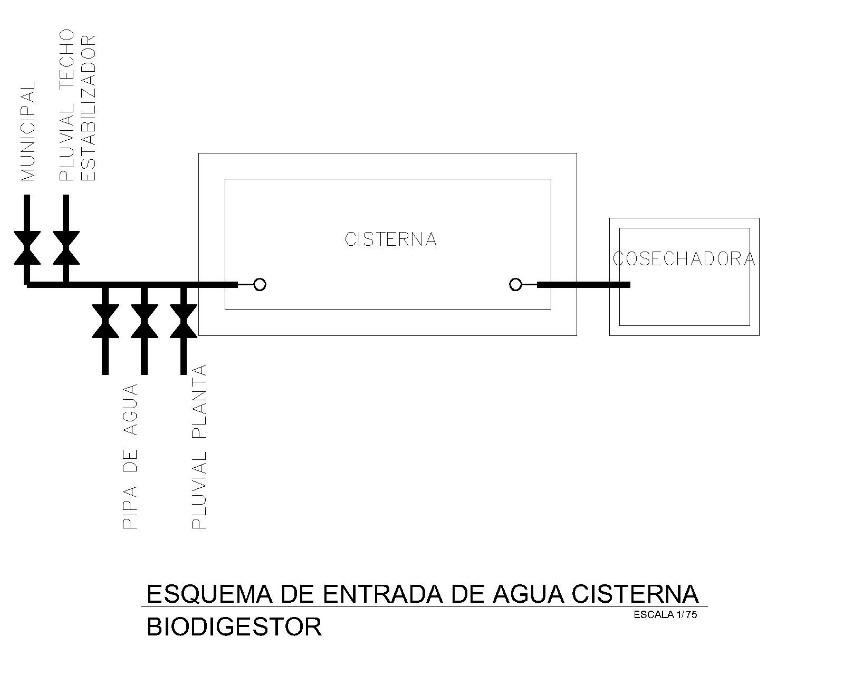 MUNICIPAL
PLUVIAL TECHO
ESTABILIZADOR
CISTERNA
COSECHADORA
PIPA DE AGUA
PLUVIAL PLANTA
ESQUEMA DE ENTRADA DE AGUA CISTERNA
ESCALA 1/75
BIODIGESTOR